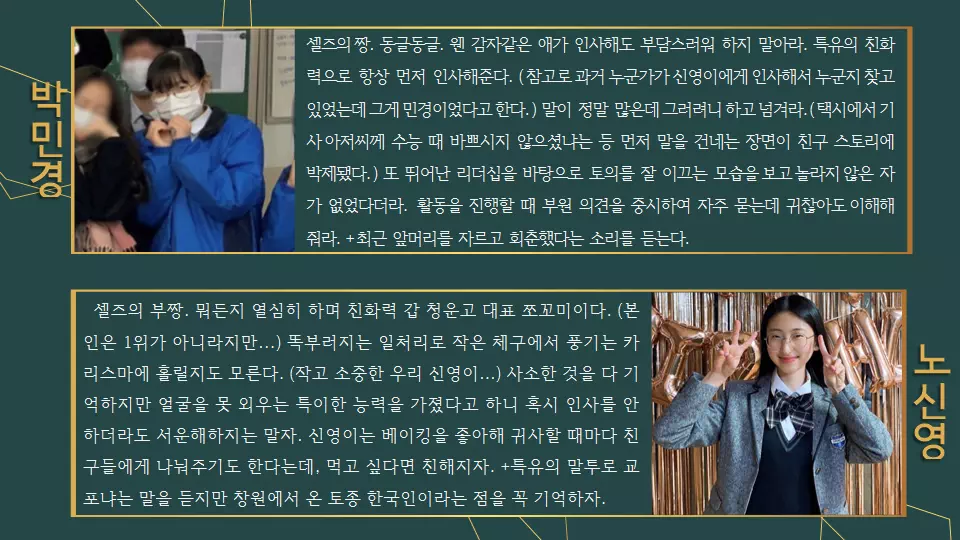 박민경
셀즈의 짱. 동글동글. 웬 감자같은 애가 인사해도 부담스러워 하지 말아라. 특유의 친화
력으로 항상 먼저 인사해준다. (참고로 과거 누군가가 신영이에게 인사해서 누군지 찾고
있었는데 그게 민경이었다고 한다.) 말이 정말 많은데 그러려니 하고 넘겨라.(택시에서 기
사 아저씨께 수능 때 바쁘시지 않으셨냐는 등 먼저 말을 건네는 장면이 친구 스토리에
박제됐다.) 또 뛰어난 리더십을 바탕으로 토의를 잘 이끄는 모습을 보고 놀라지 않은 자
가 없었다더라. 활동을 진행할 때 부원 의견을 중시하여 자주 묻는데 귀찮아도 이해해
줘라. +최근 앞머리를 자르고 회춘했다는 소리를 듣는다.
셀즈의 부짱. 뭐든지 열심히 하며 친화력 갑 청운고 대표 쪼꼬미이다. (본
인은 1위가 아니라지만...) 똑부러지는 일처리로 작은 체구에서 풍기는 카
리스마에 홀릴지도 모른다. (작고 소중한 우리 신영이...) 사소한 것을 다 기
억하지만 얼굴을 못 외우는 특이한 능력을 가졌다고 하니 혹시 인사를 안
하더라도 서운해하지는 말자. 신영이는 베이킹을 좋아해 귀사할 때마다 친
구들에게 나눠주기도 한다는데, 먹고 싶다면 친해지자. +특유의 말투로 교
포냐는 말을 듣지만 창원에서 온 토종 한국인이라는 점을 꼭 기억하자.
노신영